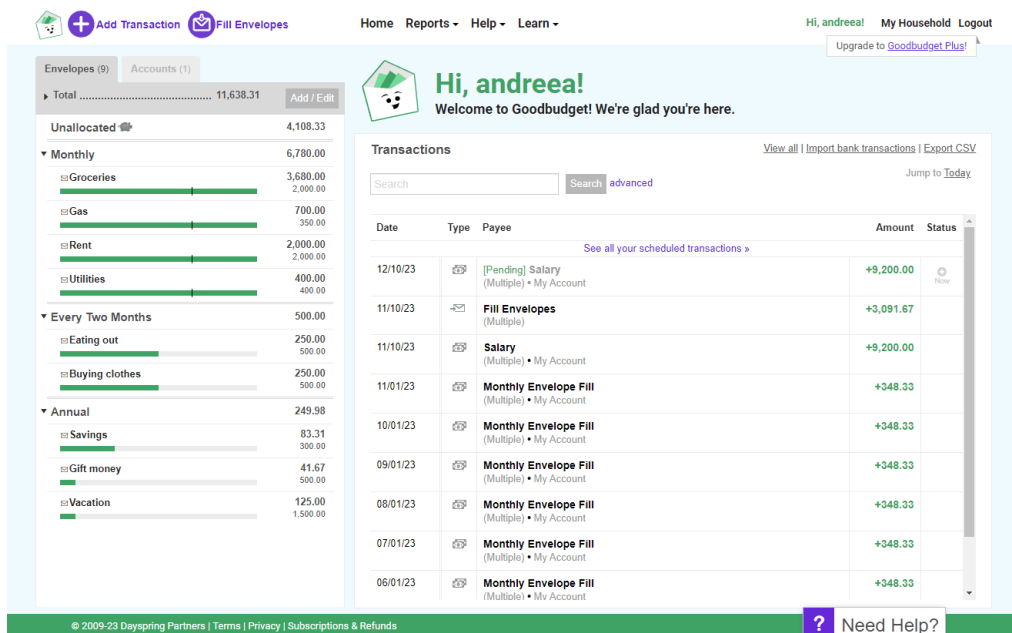 Add Transaction
Fill Envelopes
Home Reports Help Learn
Hi, andreea! My Household Logout
Upgrade to Goodbudget Plus!
Envelopes (9) Accounts (1)
Total ........................................ 11,638.31 Add / Edit
Unallocated 4,108.33
Monthly 6,780.00
Groceries 3,680.00
2,000.00
Gas 700.00
350.00
Rent 2,000.00
2,000.00
Utilities 400.00
400.00
Every Two Months 500.00
Eating out 250.00
500.00
Buying clothes 250.00
500.00
Annual 249.98
Savings 83.31
300.00
Gift money 41.67
500.00
Vacation 125.00
1,500.00
Hi, andreea!
Welcome to Goodbudget! We're glad you're here.
Transactions View all | Import bank transactions | Export CSV
Jump to Today
Search Search advanced
Date Type Payee Amount Status
See all your scheduled transactions »
12/10/23 [Pending] Salary +9,200.00
(Multiple) • My Account Now
11/10/23 Fill Envelopes +3,091.67
(Multiple)
11/10/23 Salary +9,200.00
(Multiple) • My Account
11/01/23 Monthly Envelope Fill +348.33
(Multiple) • My Account
10/01/23 Monthly Envelope Fill +348.33
(Multiple) • My Account
09/01/23 Monthly Envelope Fill +348.33
(Multiple) • My Account
08/01/23 Monthly Envelope Fill +348.33
(Multiple) • My Account
07/01/23 Monthly Envelope Fill +348.33
(Multiple) • My Account
06/01/23 Monthly Envelope Fill +348.33
(Multiple) • My Account
© 2009-23 Dayspring Partners | Terms | Privacy | Subscriptions & Refunds
? Need Help?